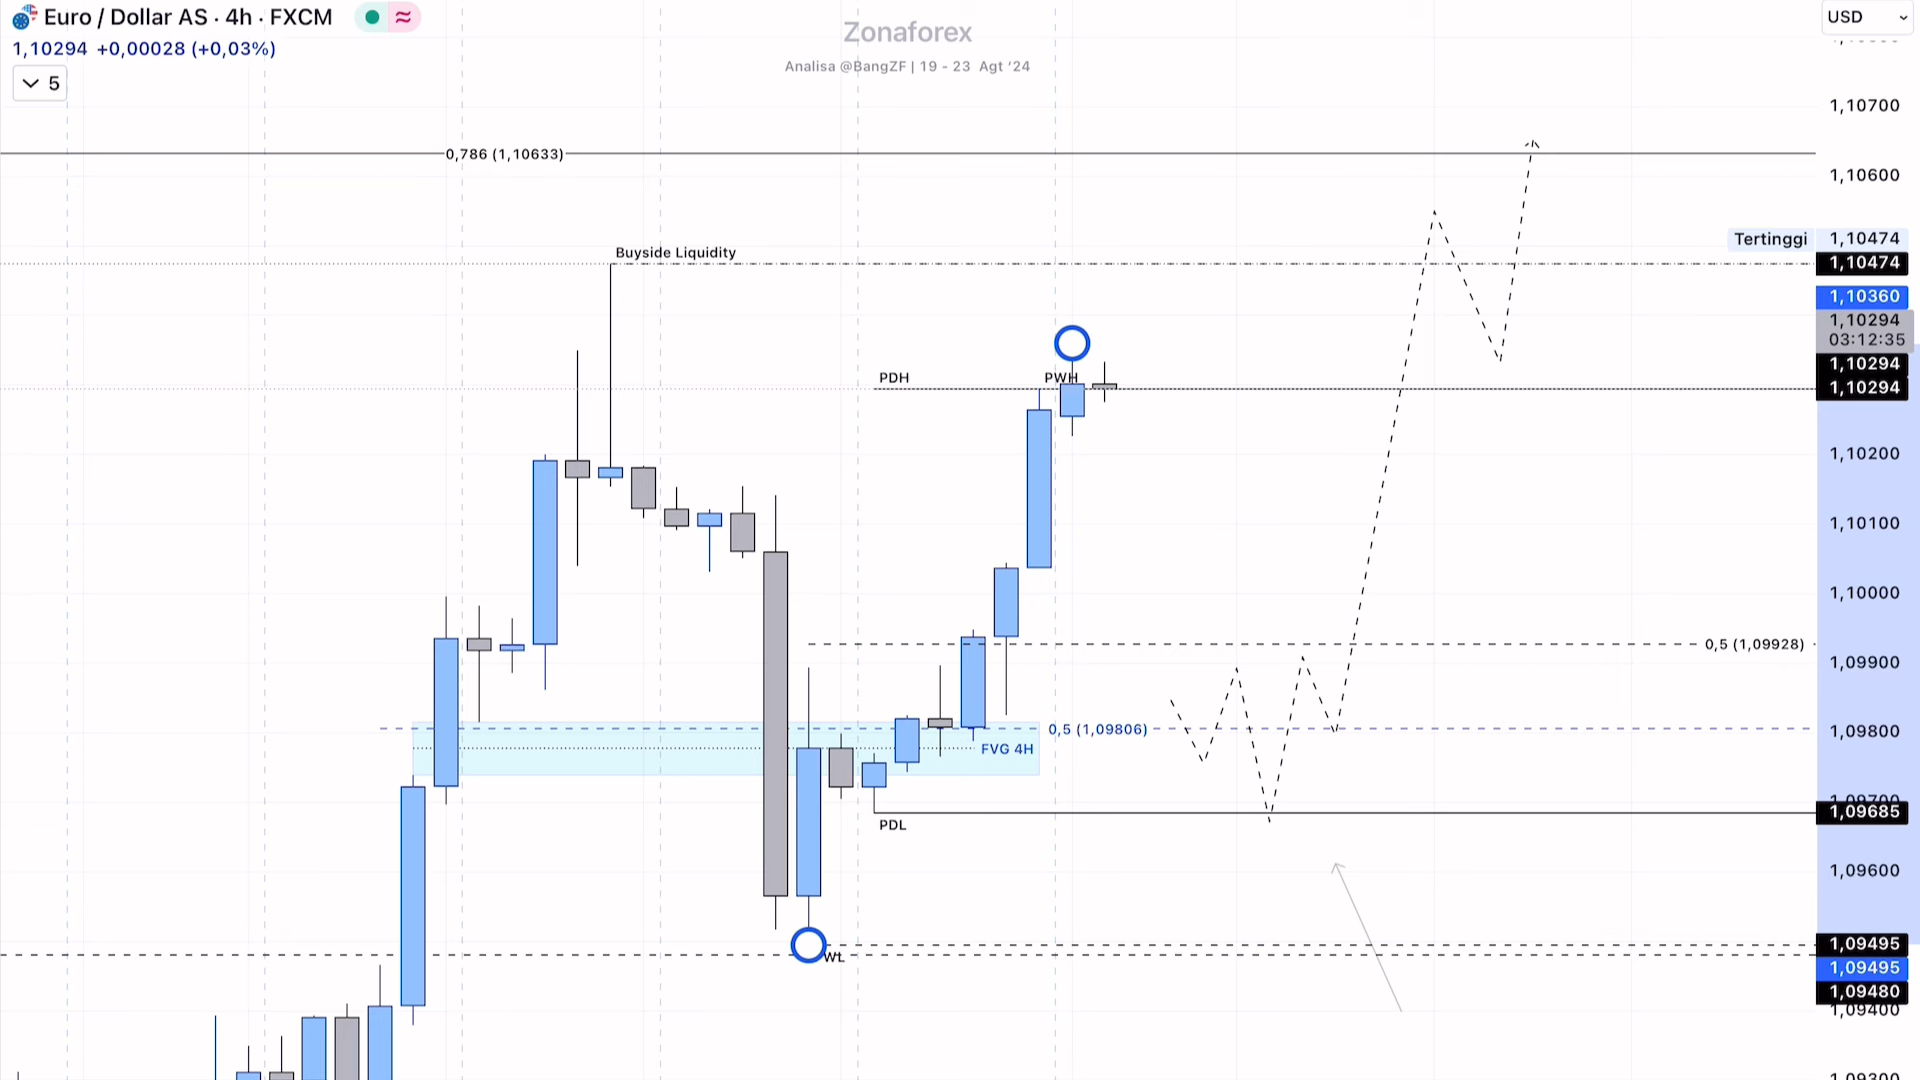 Euro / Dollar AS · 4h · FXCM
1,10294 +0,00028 (+0,03%)
5
Zonaforex
Analisa @BangZF | 19 - 23 Agt '24
USD
1,10700
0,786 (1,10633)
1,10600
Tertinggi 1,10474
Buyside Liquidity
1,10474
1,10360
1,10294
03:12:35
1,10294
PDH
PWH
1,10294
1,10200
1,10100
1,10000
0,5 (1,09928)
1,09900
0,5 (1,09806)
1,09800
FVG 4H
1,09700
1,09685
PDL
1,09600
1,09495
WL
1,09495
1,09480
1,09400
1,09300